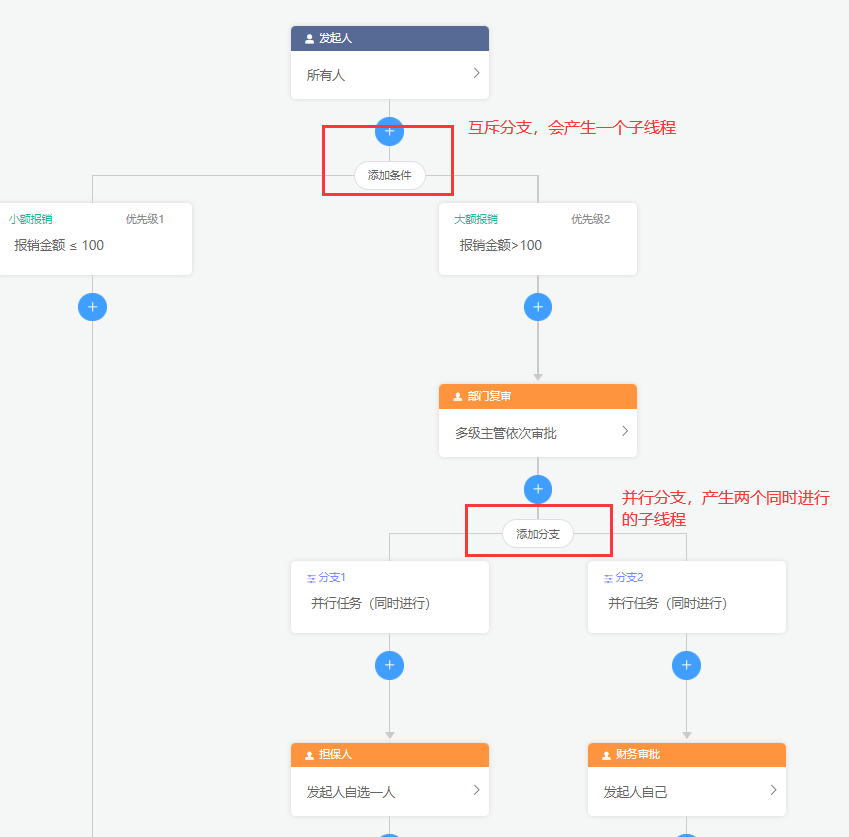 发起人
所有人
互斥分支，会产生一个子线程
添加条件
小额报销 优先级1
报销金额 ≤ 100
大额报销 优先级2
报销金额>100
部门复审
多级主管依次审批
并行分支，产生两个同时进行
的子线程
添加分支
分支1
并行任务（同时进行）
分支2
并行任务（同时进行）
担保人
发起人自选一人
财务审批
发起人自己